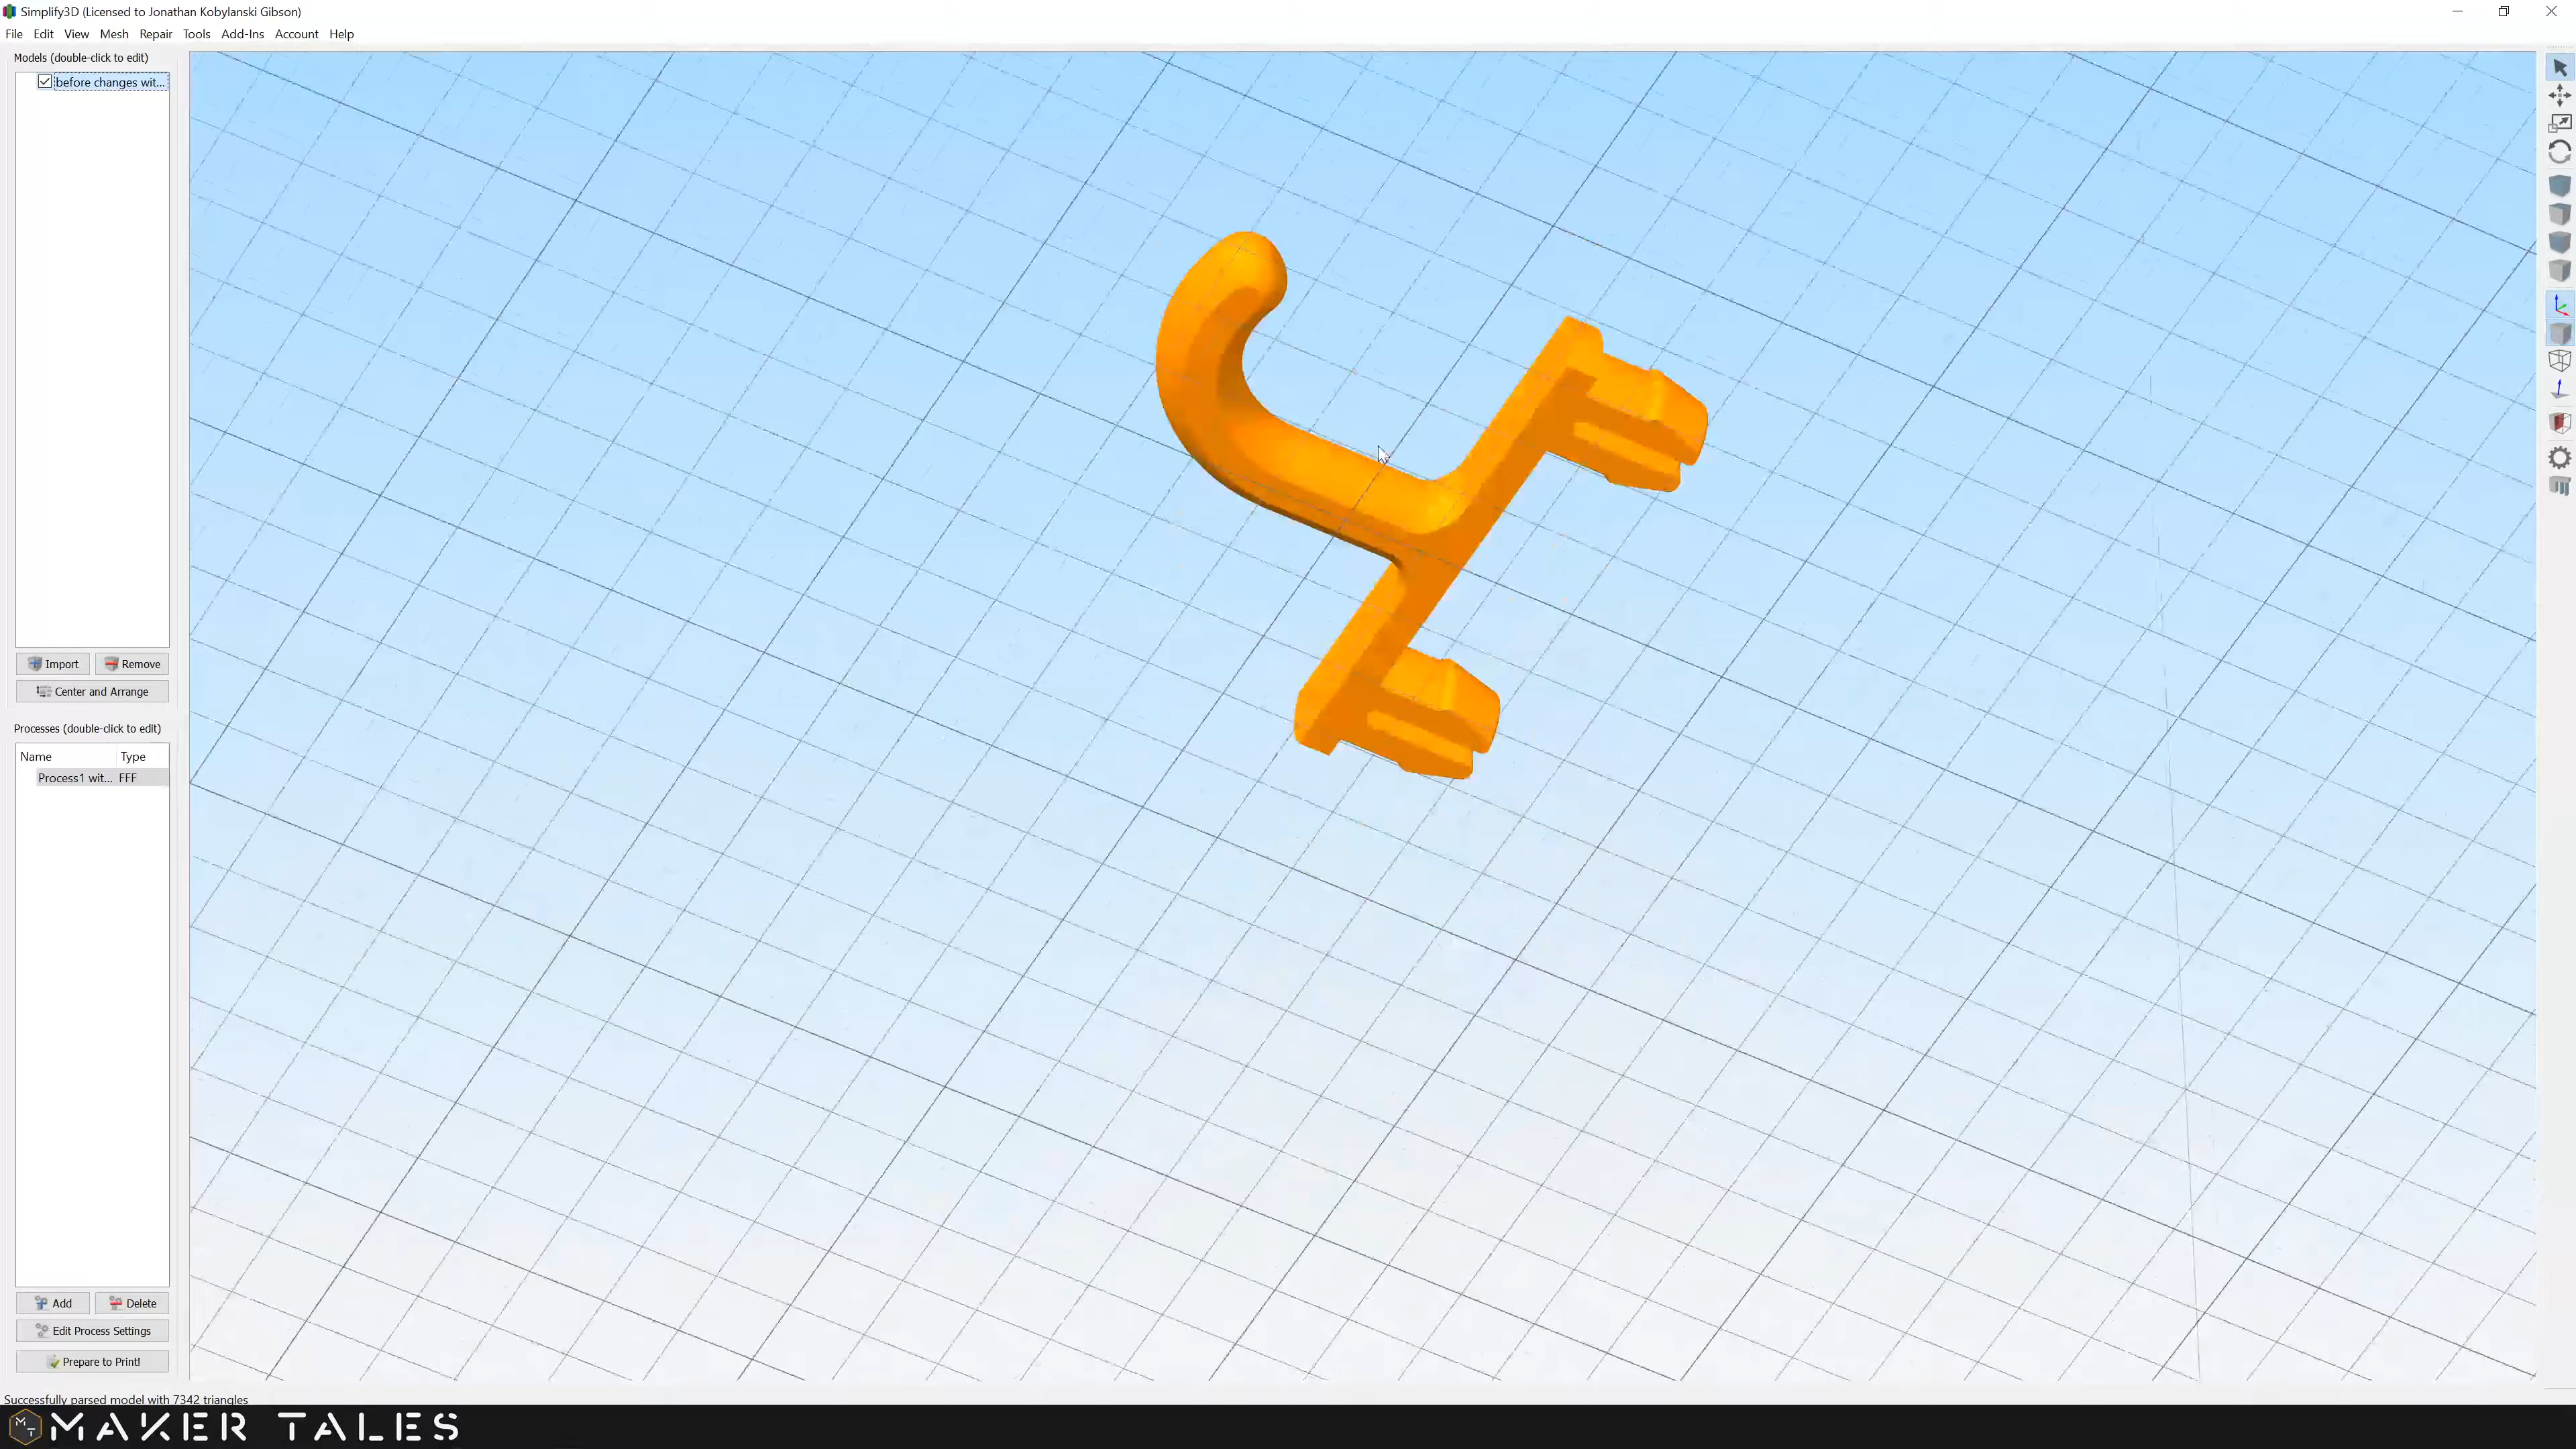 Simplify3D (Licensed to Jonathan Kobylanski Gibson)
File Edit View Mesh Repair Tools Add-Ins Account Help
Models (double-click to edit)
before changes wit...
Import Remove
Center and Arrange
Processes (double-click to edit)
Name Type
Process1 wit... FFF
Add Delete
Edit Process Settings
Prepare to Print!
Successfully parsed model with 7342 triangles
M T MAKER TALES